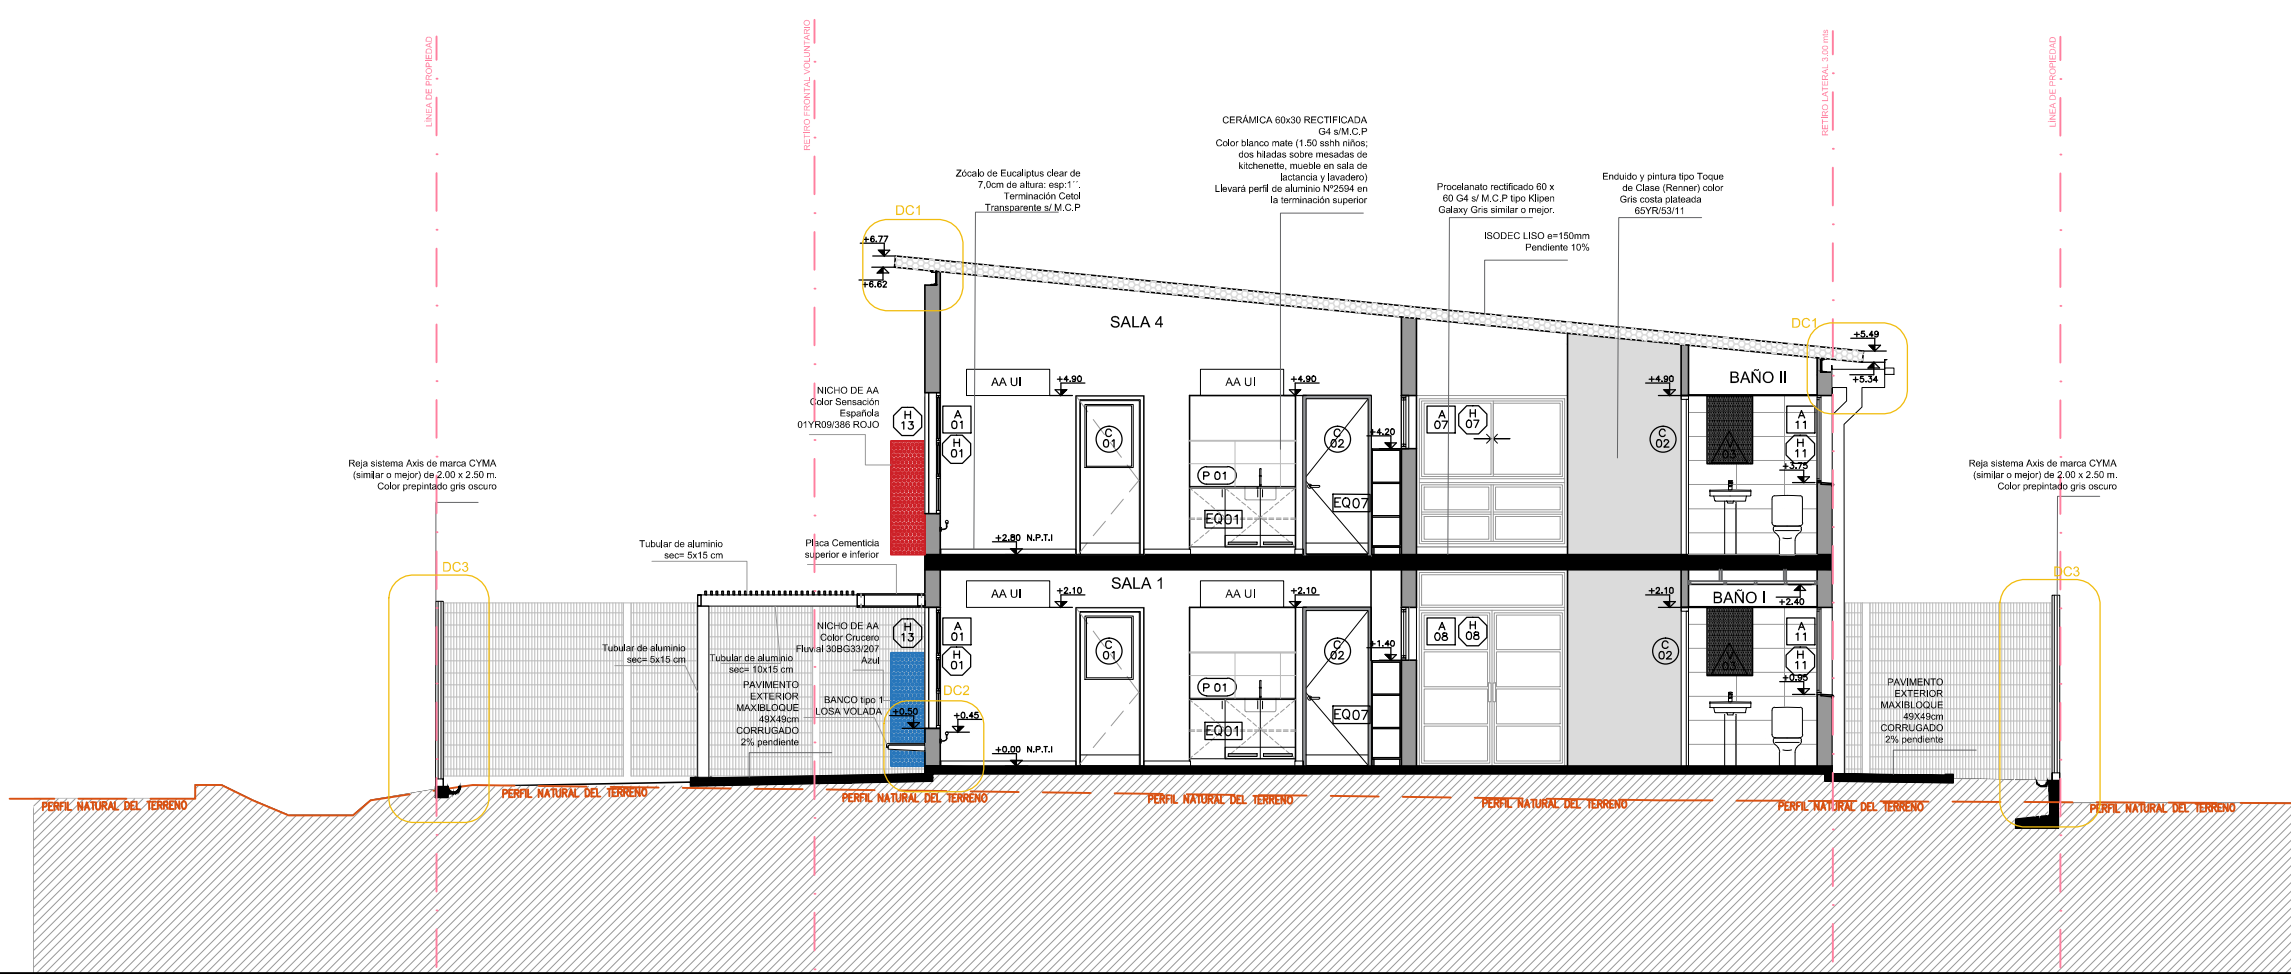 LÍNEA DE PROPIEDAD
RETIRO FRONTAL VOLUNTARIO
RETIRO LATERAL 3.00 mts
LÍNEA DE PROPIEDAD
CERÁMICA 60x30 RECTIFICADA
G4 s/M.C.P
Color blanco mate (1.50 sshh niños;
dos hiladas sobre mesadas de
kitchenette, mueble en sala de
lactancia y lavadero)
Llevará perfil de aluminio Nº2594 en
la terminación superior
Zócalo de Eucaliptus clear de
7,0cm de altura: esp:1´´.
Terminación Cetol
Transparente s/ M.C.P
Procelanato rectificado 60 x
60 G4 s/ M.C.P tipo Klipen
Galaxy Gris similar o mejor.
Enduido y pintura tipo Toque
de Clase (Renner) color
Gris costa plateada
65YR/53/11
ISODEC LISO e=150mm
Pendiente 10%
DC1
+6.77
+6.62
SALA 4
DC1
+5.49
+5.34
AA UI
+4.90
AA UI
+4.90
+4.90
BAÑO II
NICHO DE AA
Color Sensación
Española
01YR09/386 ROJO
H
13
A
01
H
01
C
01
C
02
+4.20
A
07
H
07
C
02
03
A
11
H
11
+3.75
P 01
EQ01
EQ07
+2.80 N.P.T.I
Reja sistema Axis de marca CYMA
(similar o mejor) de 2.00 x 2.50 m.
Color prepintado gris oscuro
Reja sistema Axis de marca CYMA
(similar o mejor) de 2.00 x 2.50 m.
Color prepintado gris oscuro
Tubular de aluminio
sec= 5x15 cm
Placa Cementicia
superior e inferior
DC3
DC3
SALA 1
AA UI
+2.10
AA UI
+2.10
+2.10
BAÑO I
+2.40
NICHO DE AA
Color Crucero
Fluvial 30BG33/207
Azul
H
13
A
01
H
01
C
01
C
02
+1.40
A
08
H
08
C
02
03
A
11
H
11
+0.95
Tubular de aluminio
sec= 5x15 cm
Tubular de aluminio
sec= 10x15 cm
PAVIMENTO
EXTERIOR
MAXIBLOQUE
49X49cm
CORRUGADO
2% pendiente
BANCO tipo 1
LOSA VOLADA
DC2
+0.50
+0.45
P 01
EQ01
EQ07
+0.00 N.P.T.I
PAVIMENTO
EXTERIOR
MAXIBLOQUE
49X49cm
CORRUGADO
2% pendiente
PERFIL NATURAL DEL TERRENO
PERFIL NATURAL DEL TERRENO
PERFIL NATURAL DEL TERRENO
PERFIL NATURAL DEL TERRENO
PERFIL NATURAL DEL TERRENO
PERFIL NATURAL DEL TERRENO
PERFIL NATURAL DEL TERRENO